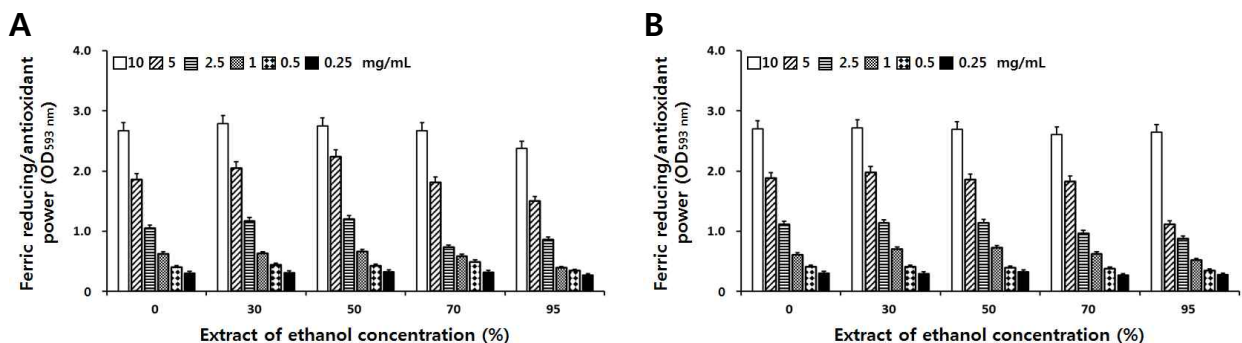 A
Ferric reducing/antioxidant
power (OD593 nm)
4.0
3.0
2.0
1.0
0
10 5 2.5 1 0.5 0.25 mg/mL
0 30 50 70 95
Extract of ethanol concentration (%)
B
Ferric reducing/antioxidant
power (OD593 nm)
4.0
3.0
2.0
1.0
0
10 5 2.5 1 0.5 0.25 mg/mL
0 30 50 70 95
Extract of ethanol concentration (%)